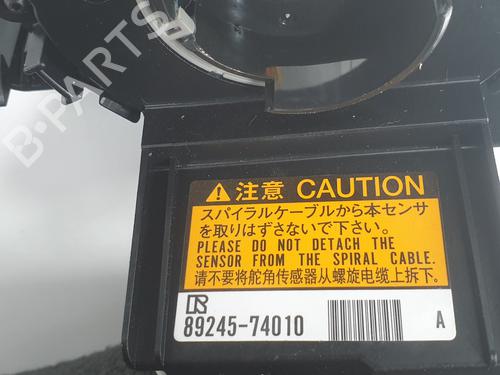 B-PARTS
⚠ 注意 CAUTION
スパイラルケーブルから本センサ
を取りはずさないで下さい。
PLEASE DO NOT DETACH THE
SENSOR FROM THE SPIRAL CABLE.
请不要将舵角传感器从螺旋电缆上拆下。
89245-74010 A